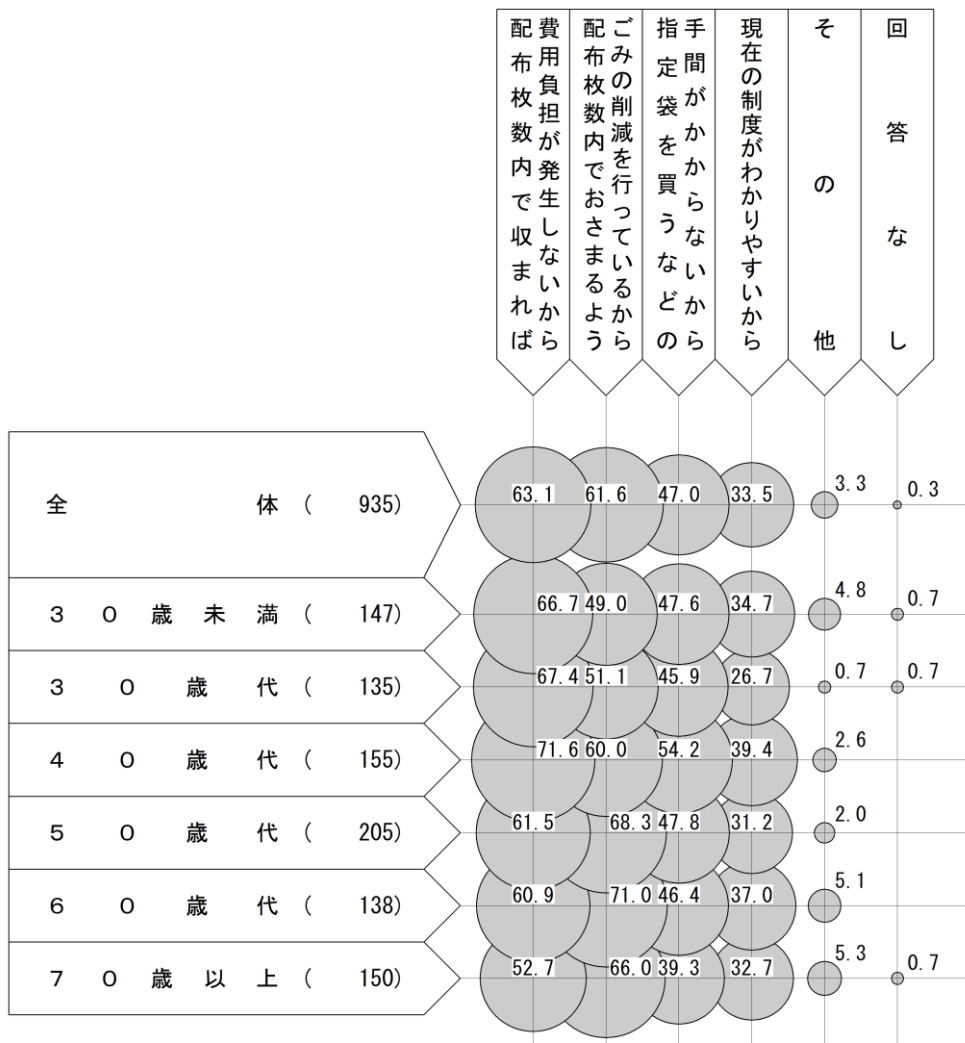 配布枚数内で収まれば
費用負担が発生しないから
配布枚数内でおさまるよう
ごみの削減を行っているから
指定袋を買うなどの
手間がかからないから
現在の制度がわかりやすいから
その他
回答なし
全体(935) 63.1 61.6 47.0 33.5 3.3 0.3
30歳未満(147) 66.7 49.0 47.6 34.7 4.8 0.7
30歳代(135) 67.4 51.1 45.9 26.7 0.7 0.7
40歳代(155) 71.6 60.0 54.2 39.4 2.6
50歳代(205) 61.5 68.3 47.8 31.2 2.0
60歳代(138) 60.9 71.0 46.4 37.0 5.1
70歳以上(150) 52.7 66.0 39.3 32.7 5.3 0.7